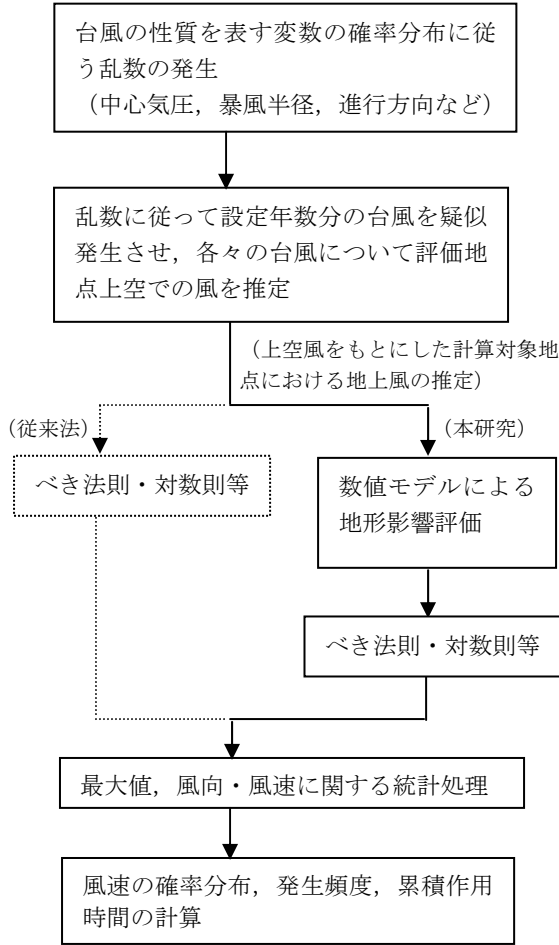 台風の性質を表す変数の確率分布に従
う乱数の発生
（中心気圧，暴風半径，進行方向など）
乱数に従って設定年数分の台風を疑似
発生させ，各々の台風について評価地
点上空での風を推定
（上空風をもとにした計算対象地
点における地上風の推定）
（従来法）
（本研究）
べき法則・対数則等
数値モデルによる
地形影響評価
べき法則・対数則等
最大値，風向・風速に関する統計処理
風速の確率分布，発生頻度，累積作用
時間の計算